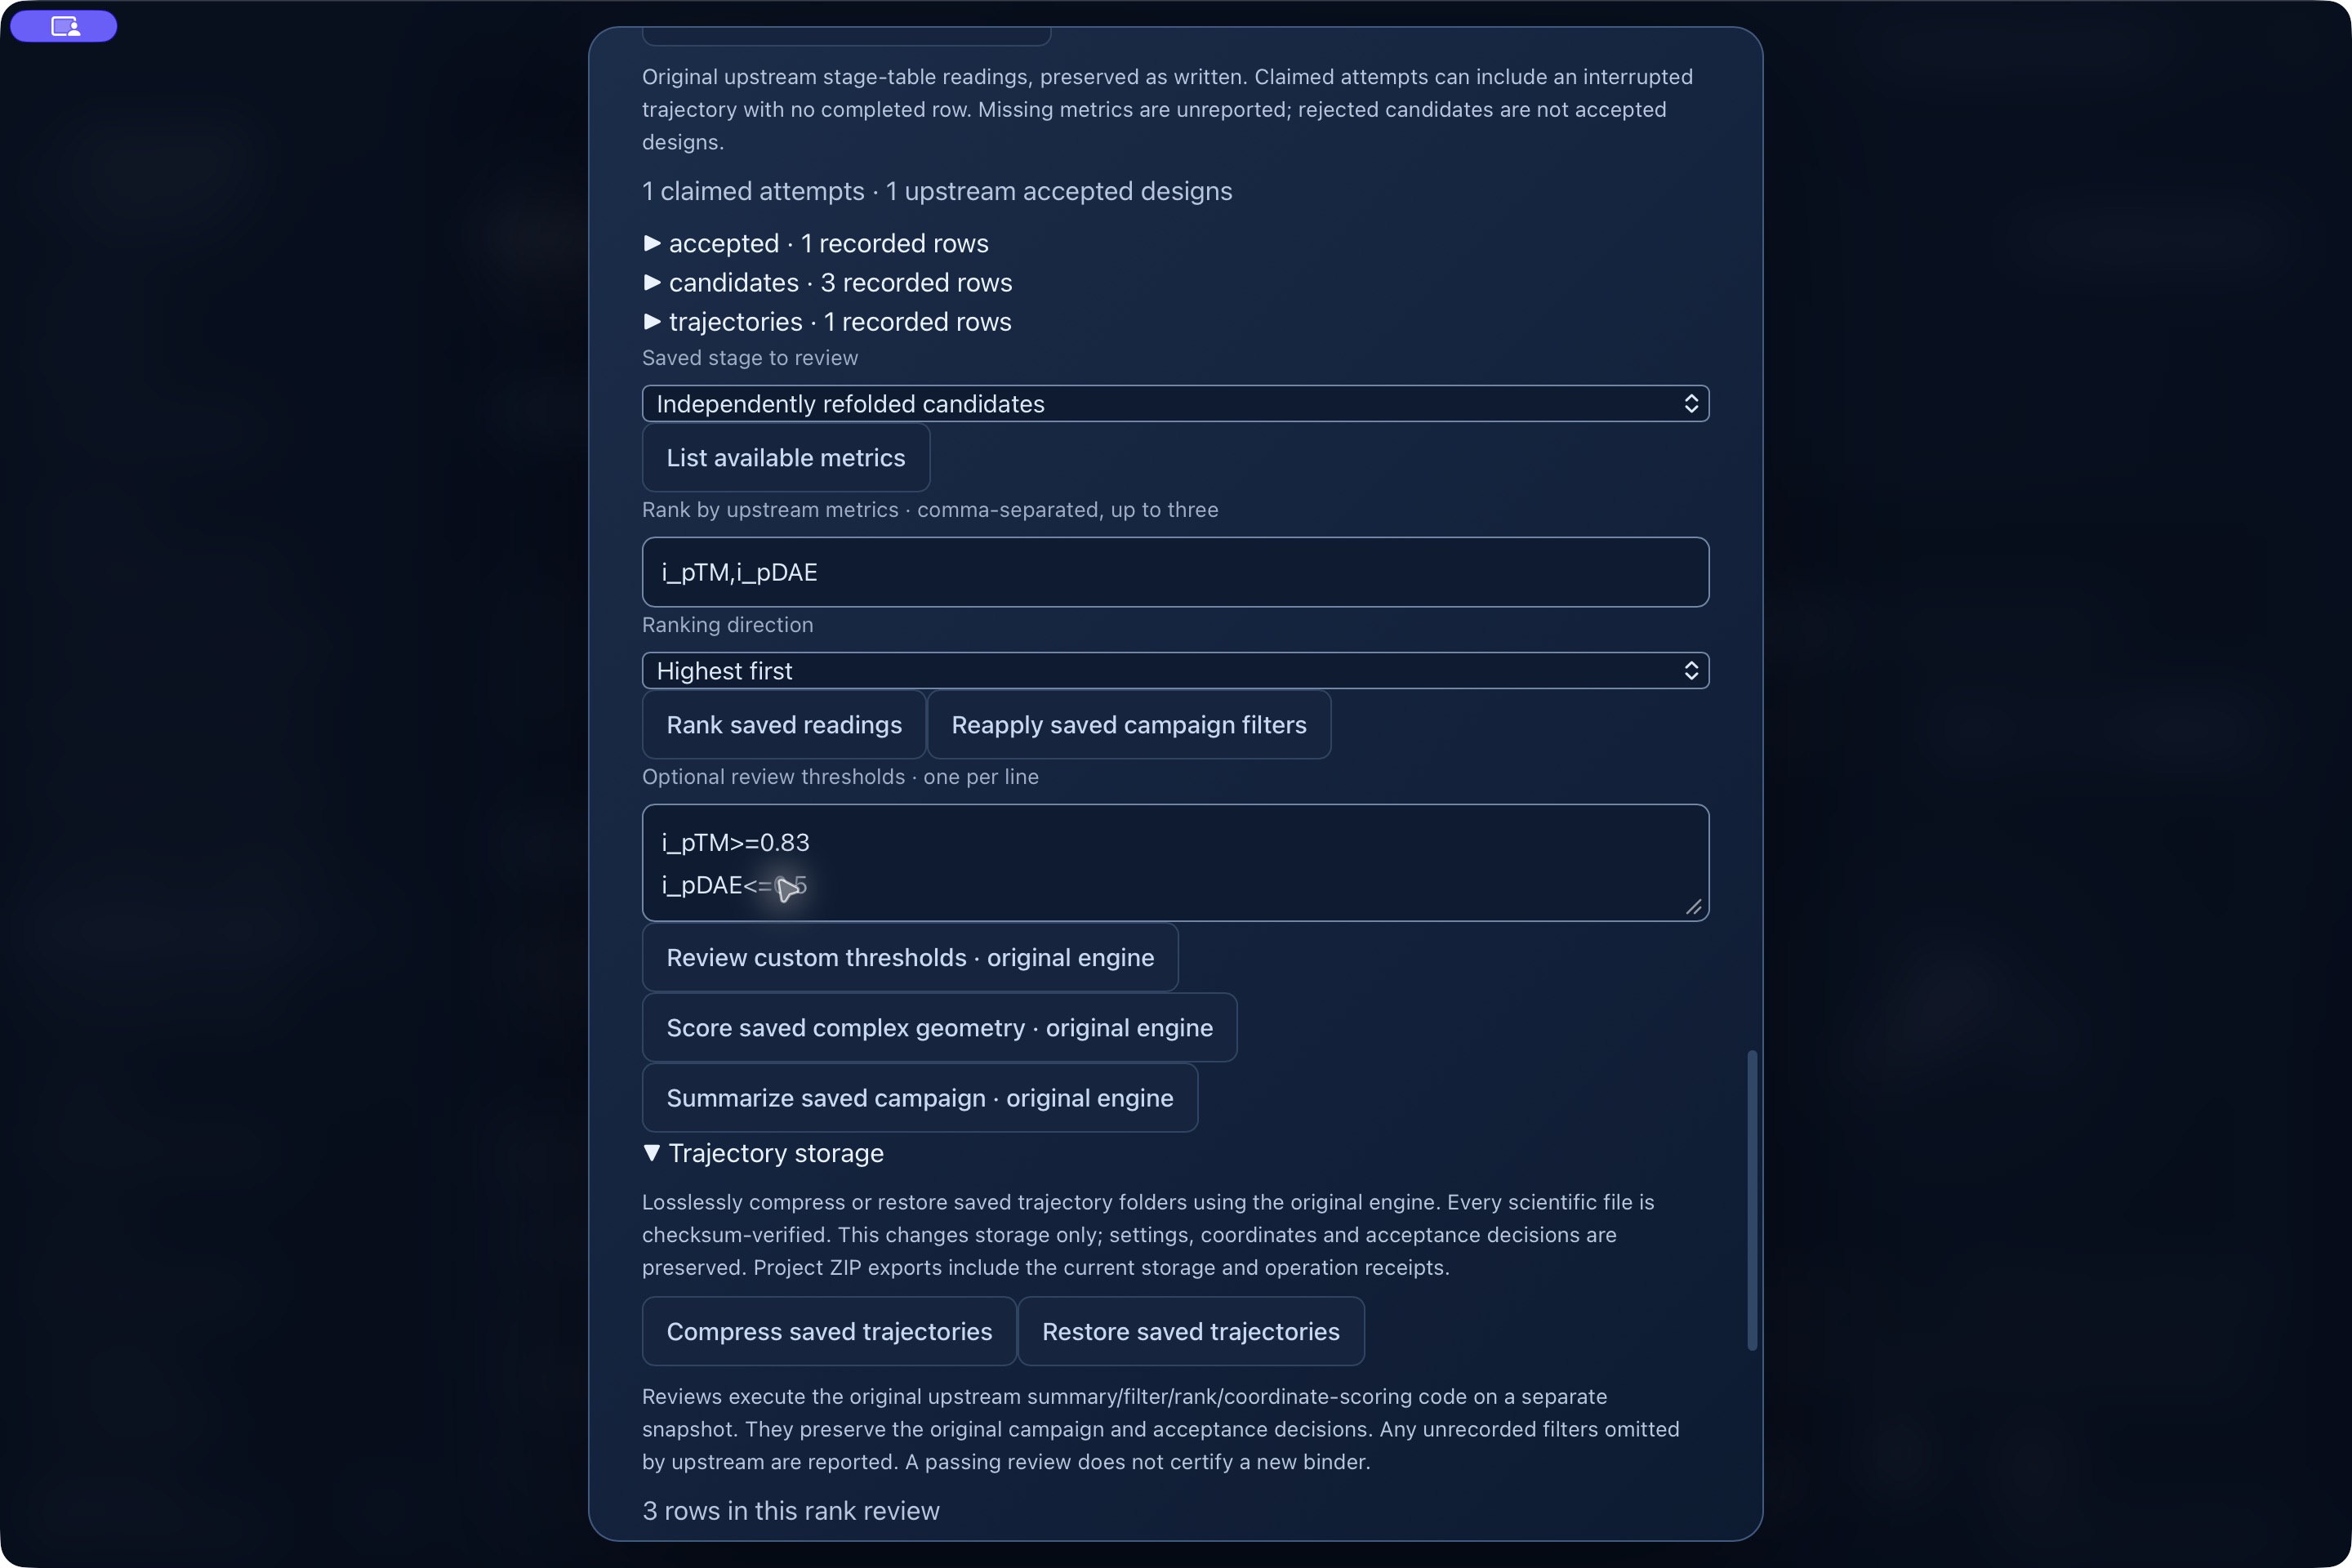 Original upstream stage-table readings, preserved as written. Claimed attempts can include an interrupted
trajectory with no completed row. Missing metrics are unreported; rejected candidates are not accepted
designs.
1 claimed attempts · 1 upstream accepted designs
▶ accepted · 1 recorded rows
▶ candidates · 3 recorded rows
▶ trajectories · 1 recorded rows
Saved stage to review
Independently refolded candidates
List available metrics
Rank by upstream metrics · comma-separated, up to three
i_pTM,i_pDAE
Ranking direction
Highest first
Rank saved readings Reapply saved campaign filters
Optional review thresholds · one per line
i_pTM>=0.83
i_pDAE<=0.5
Review custom thresholds · original engine
Score saved complex geometry · original engine
Summarize saved campaign · original engine
▼ Trajectory storage
Losslessly compress or restore saved trajectory folders using the original engine. Every scientific file is
checksum-verified. This changes storage only; settings, coordinates and acceptance decisions are
preserved. Project ZIP exports include the current storage and operation receipts.
Compress saved trajectories Restore saved trajectories
Reviews execute the original upstream summary/filter/rank/coordinate-scoring code on a separate
snapshot. They preserve the original campaign and acceptance decisions. Any unrecorded filters omitted
by upstream are reported. A passing review does not certify a new binder.
3 rows in this rank review